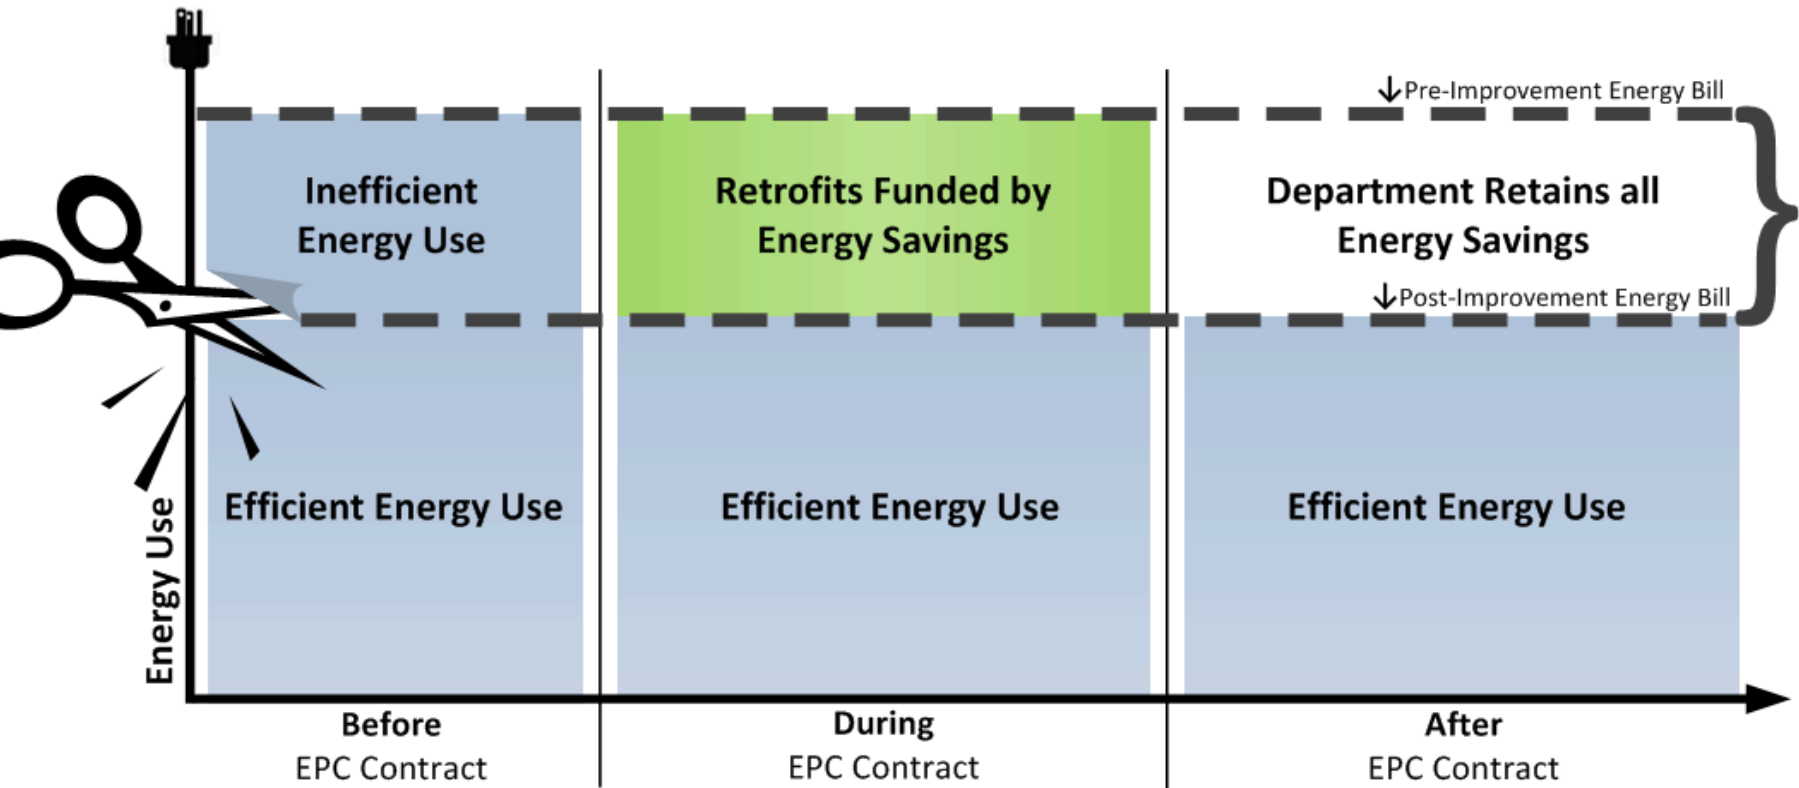 ↓Pre-Improvement Energy Bill
Inefficient
Energy Use
Retrofits Funded by
Energy Savings
Department Retains all
Energy Savings
↓Post-Improvement Energy Bill
Efficient Energy Use
Efficient Energy Use
Efficient Energy Use
Energy Use
Before
EPC Contract
During
EPC Contract
After
EPC Contract